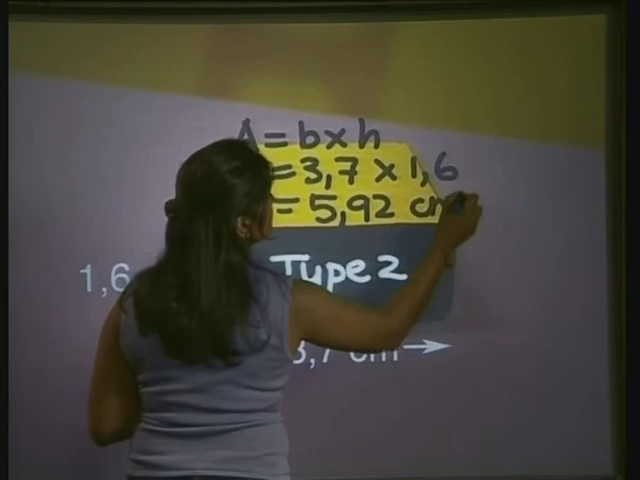 A = b x h
= 3,7 x 1,6
= 5,92 cm
1,6
Type 2
3,7 cm